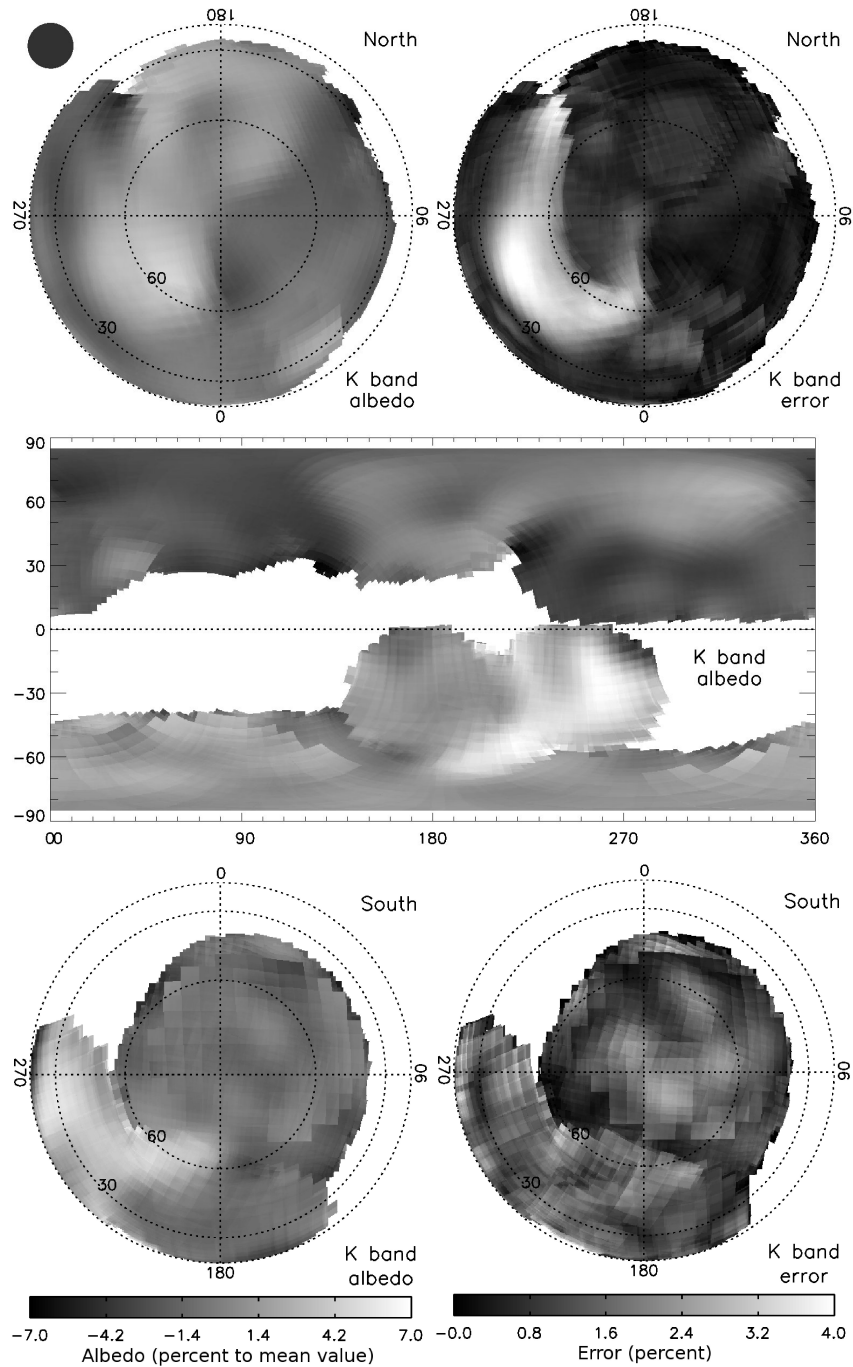 180
North
270
90
60
30
K band
albedo
0
180
North
270
90
60
30
K band
error
0
90
60
30
0
−30
−60
−90
K band
albedo
00
90
180
270
360
0
South
270
90
60
30
K band
albedo
180
0
South
270
90
60
30
K band
error
180
−7.0 −4.2 −1.4 1.4 4.2 7.0
Albedo (percent to mean value)
−0.0 0.8 1.6 2.4 3.2 4.0
Error (percent)